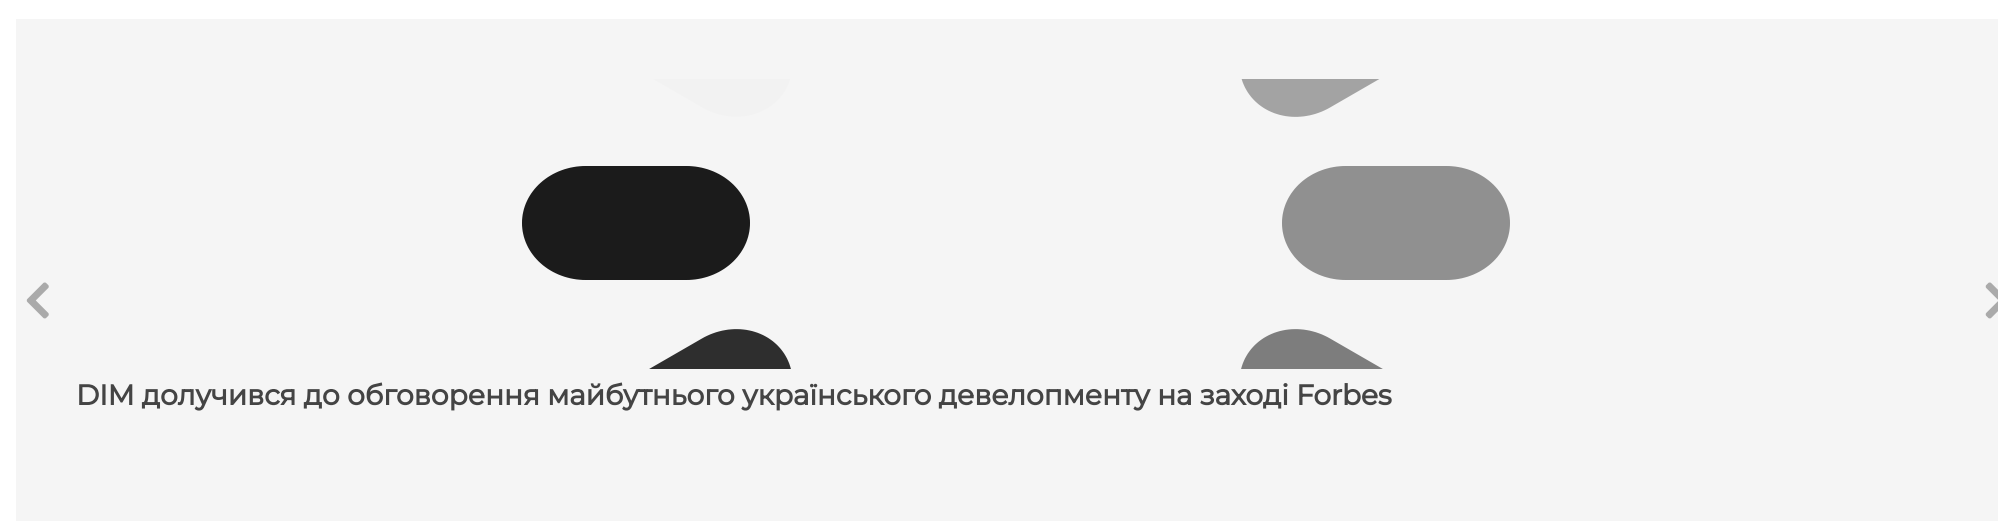 DIM долучився до обговорення майбутнього українського девелопменту на заході Forbes